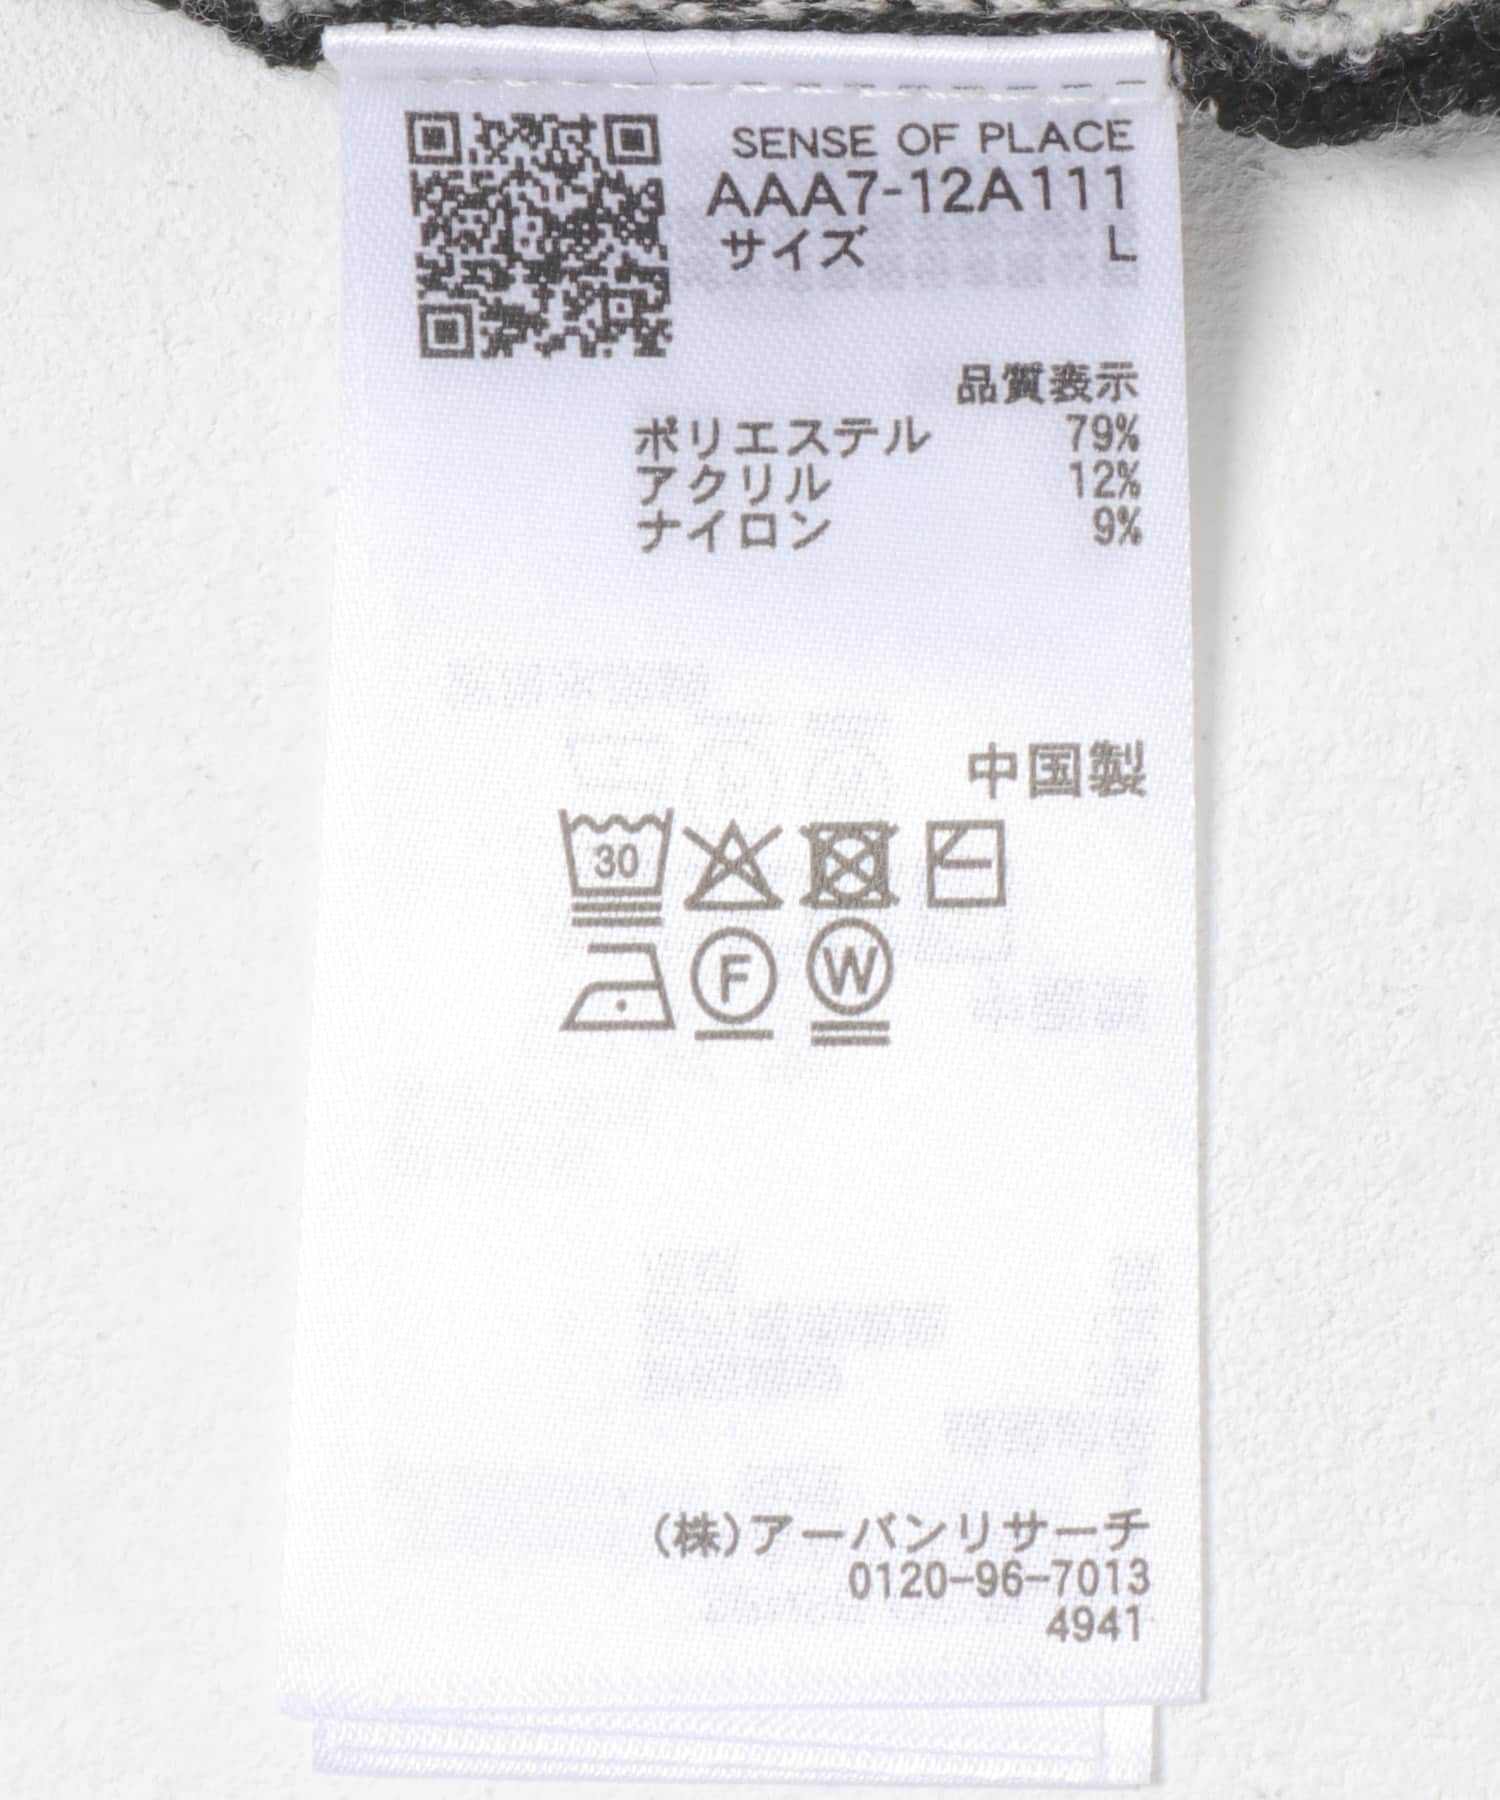 SENSE OF PLACE
AAA7-12A111
サイズ L
品質表示
ポリエステル 79%
アクリル 12%
ナイロン 9%
中国製
30
F W
(株)アーバンリサーチ
0120-96-7013
4941